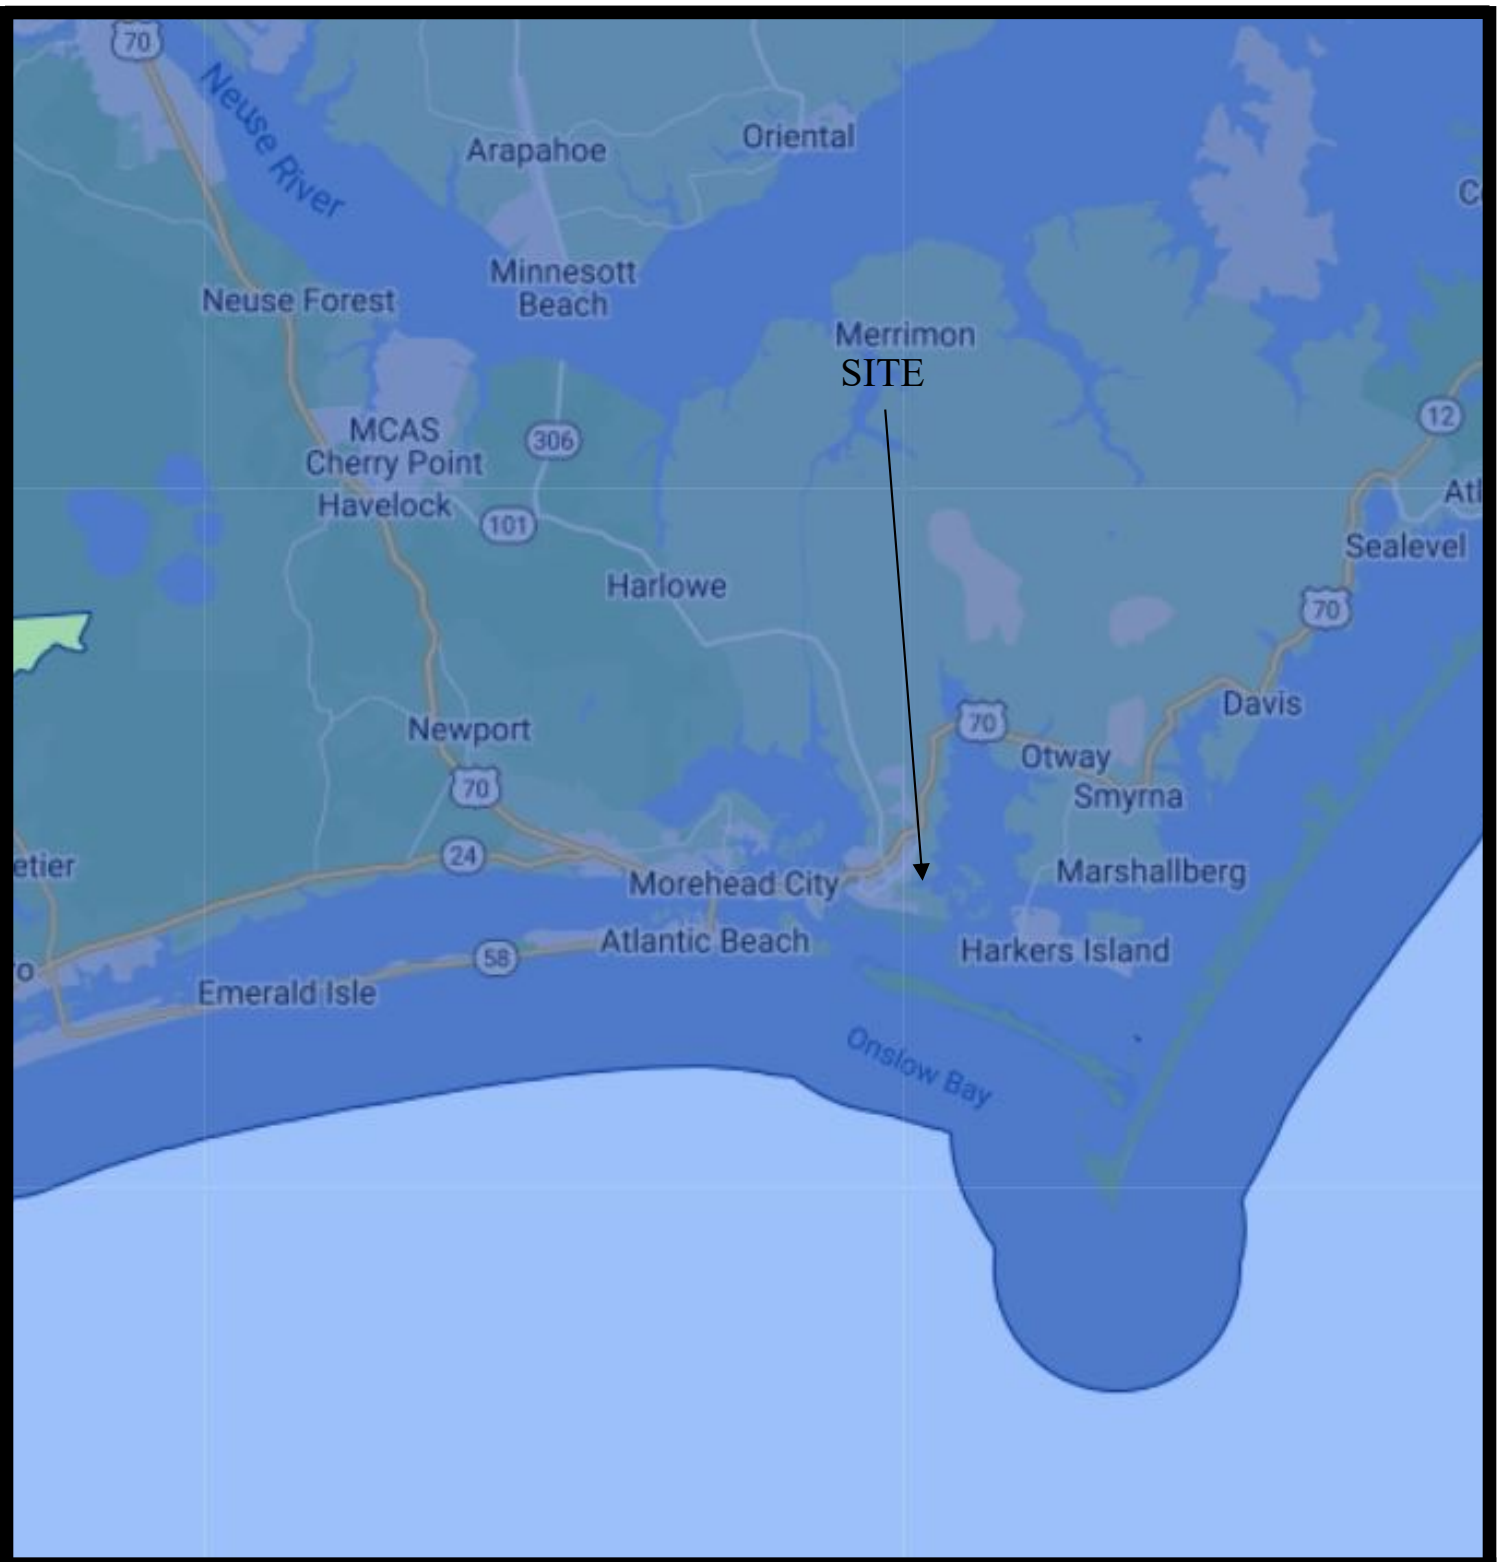 70
Neuse River
Arapahoe
Oriental
C
Minnesott
Beach
Neuse Forest
Merrimon
SITE
12
MCAS
Cherry Point
306
Havelock
101
Atl
Sealevel
Harlowe
70
Davis
Newport
70
Otway
70
Smyrna
24
etier
Morehead City
Marshallberg
Atlantic Beach
58
Harkers Island
ro
Emerald Isle
Onslow Bay